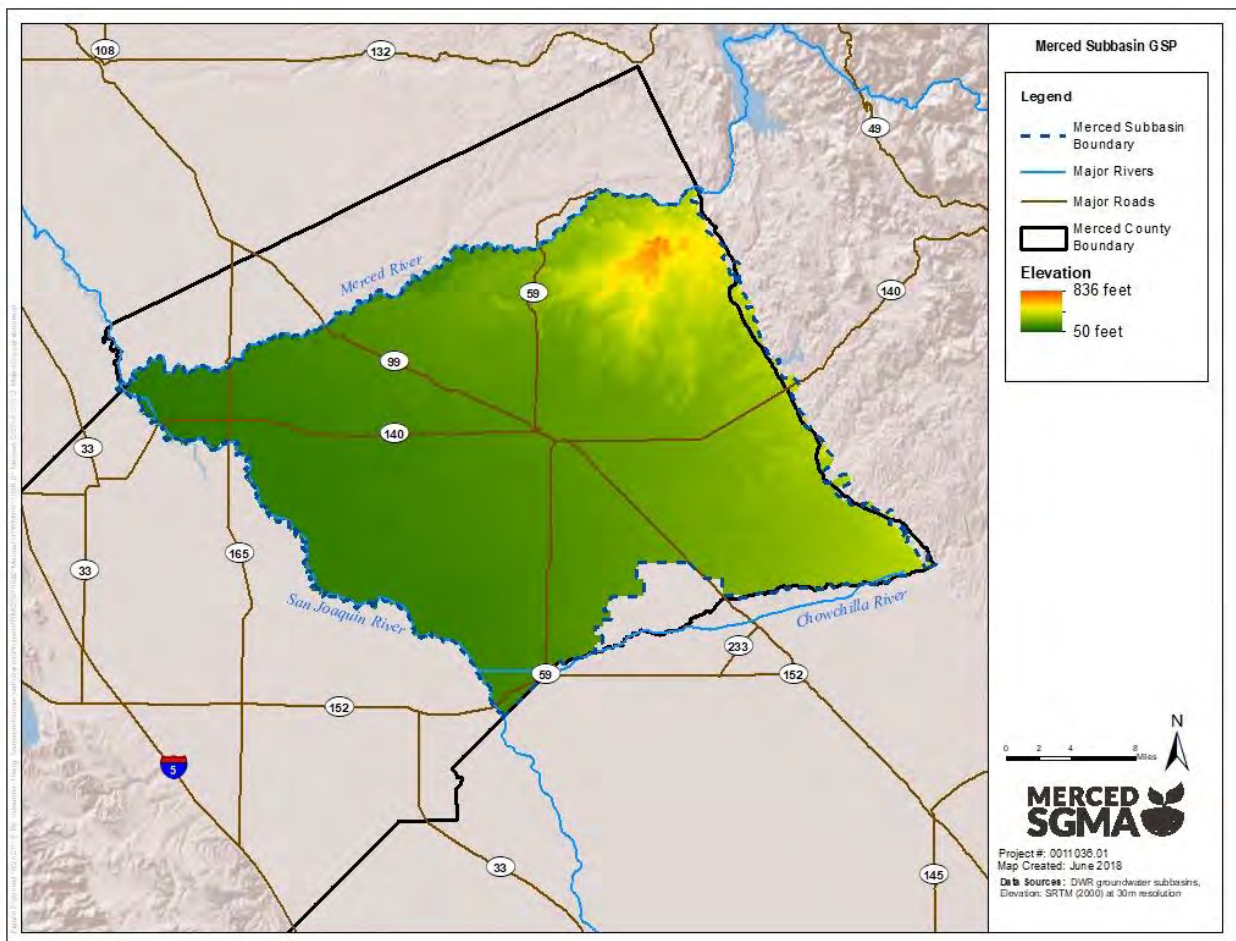 108
132
49
Merced River
59
140
99
140
33
165
33
San Joaquin River
Chowchilla River
233
59
152
152
5
33
145
Merced Subbasin GSP
Legend
Merced Subbasin
Boundary
Major Rivers
Major Roads
Merced County
Boundary
Elevation
836 feet
50 feet
N
0 2 4 8
Miles
MERCED
SGMA
Project #: 0011036.01
Map Created: June 2018
Data Sources: DWR groundwater subbasins,
Elevation: SRTM (2000) at 30m resolution